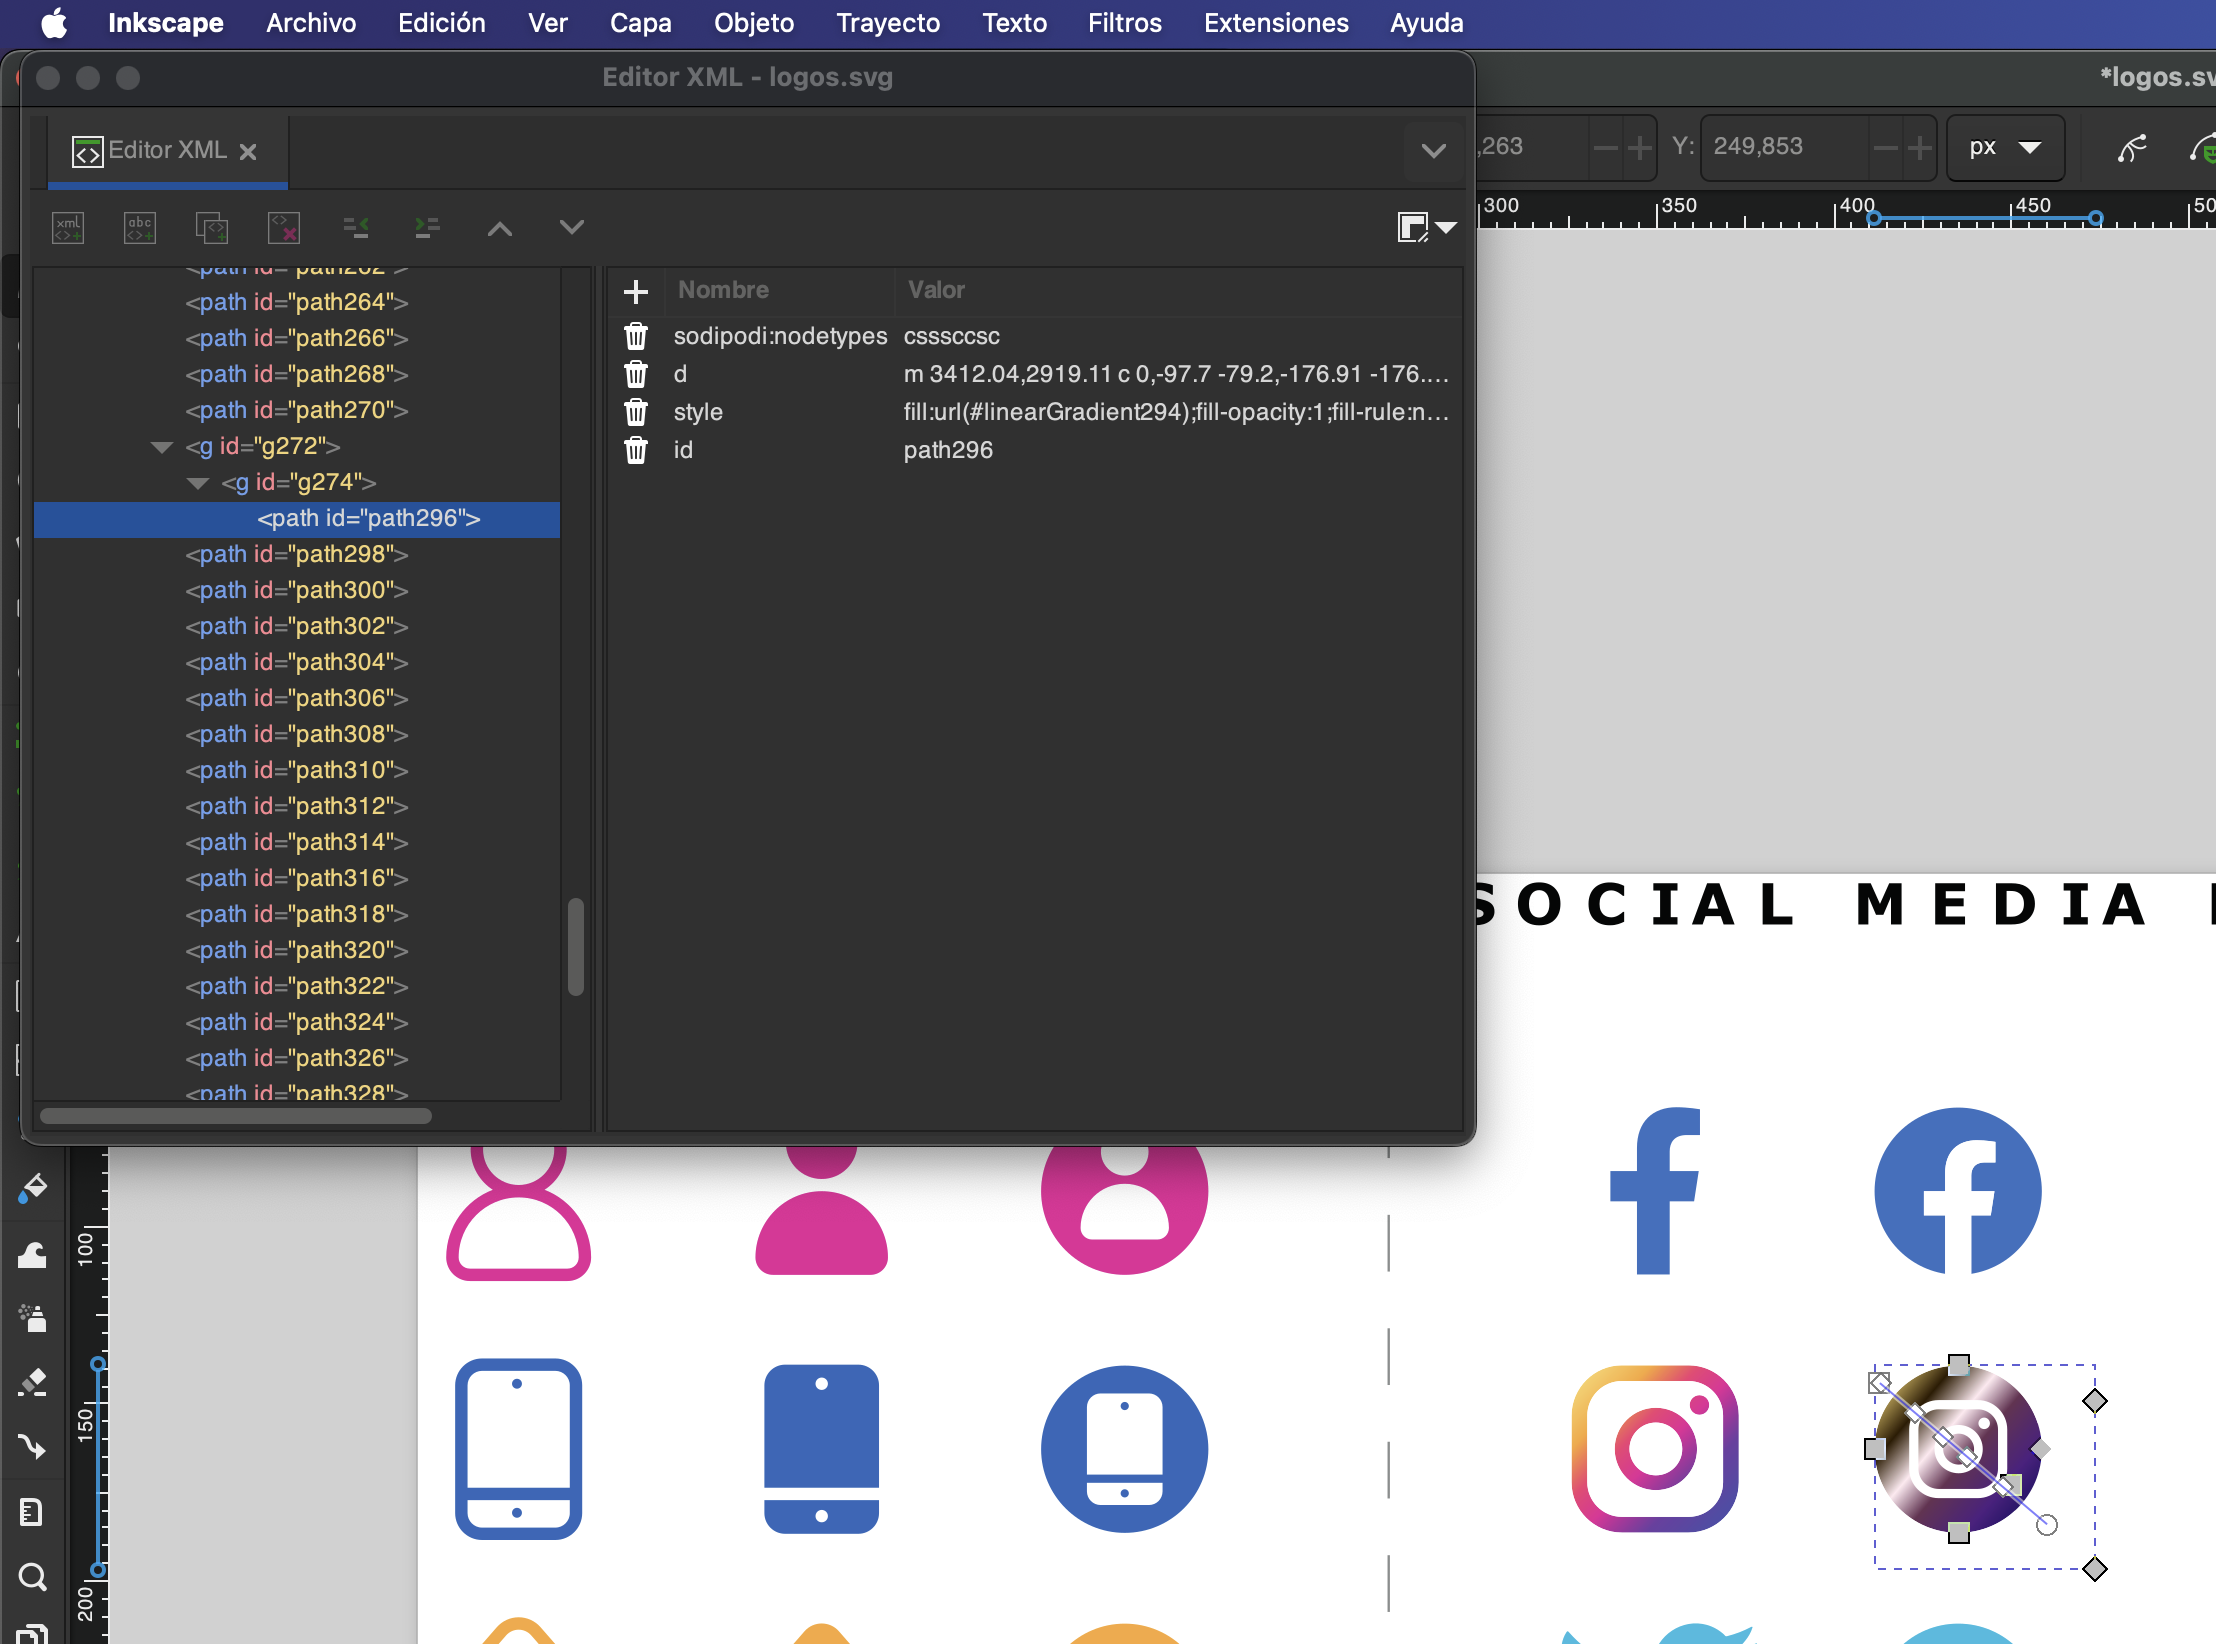 Inkscape Archivo Edición Ver Capa Objeto Trayecto Texto Filtros Extensiones Ayuda
Editor XML - logos.svg
*logos.sv
Editor XML
,263 Y: 249,853 px
300 350 400 450 50
Nombre Valor
sodipodi:nodetypes cssscccsc
d m 3412.04,2919.11 c 0,-97.7 -79.2,-176.91 -176.…
style fill:url(#linearGradient294);fill-opacity:1;fill-rule:n…
id path296
<path id="path262">
<path id="path264">
<path id="path266">
<path id="path268">
<path id="path270">
<g id="g272">
<g id="g274">
<path id="path296">
<path id="path298">
<path id="path300">
<path id="path302">
<path id="path304">
<path id="path306">
<path id="path308">
<path id="path310">
<path id="path312">
<path id="path314">
<path id="path316">
<path id="path318">
<path id="path320">
<path id="path322">
<path id="path324">
<path id="path326">
<path id="path328">
SOCIAL MEDIA
100
150
200